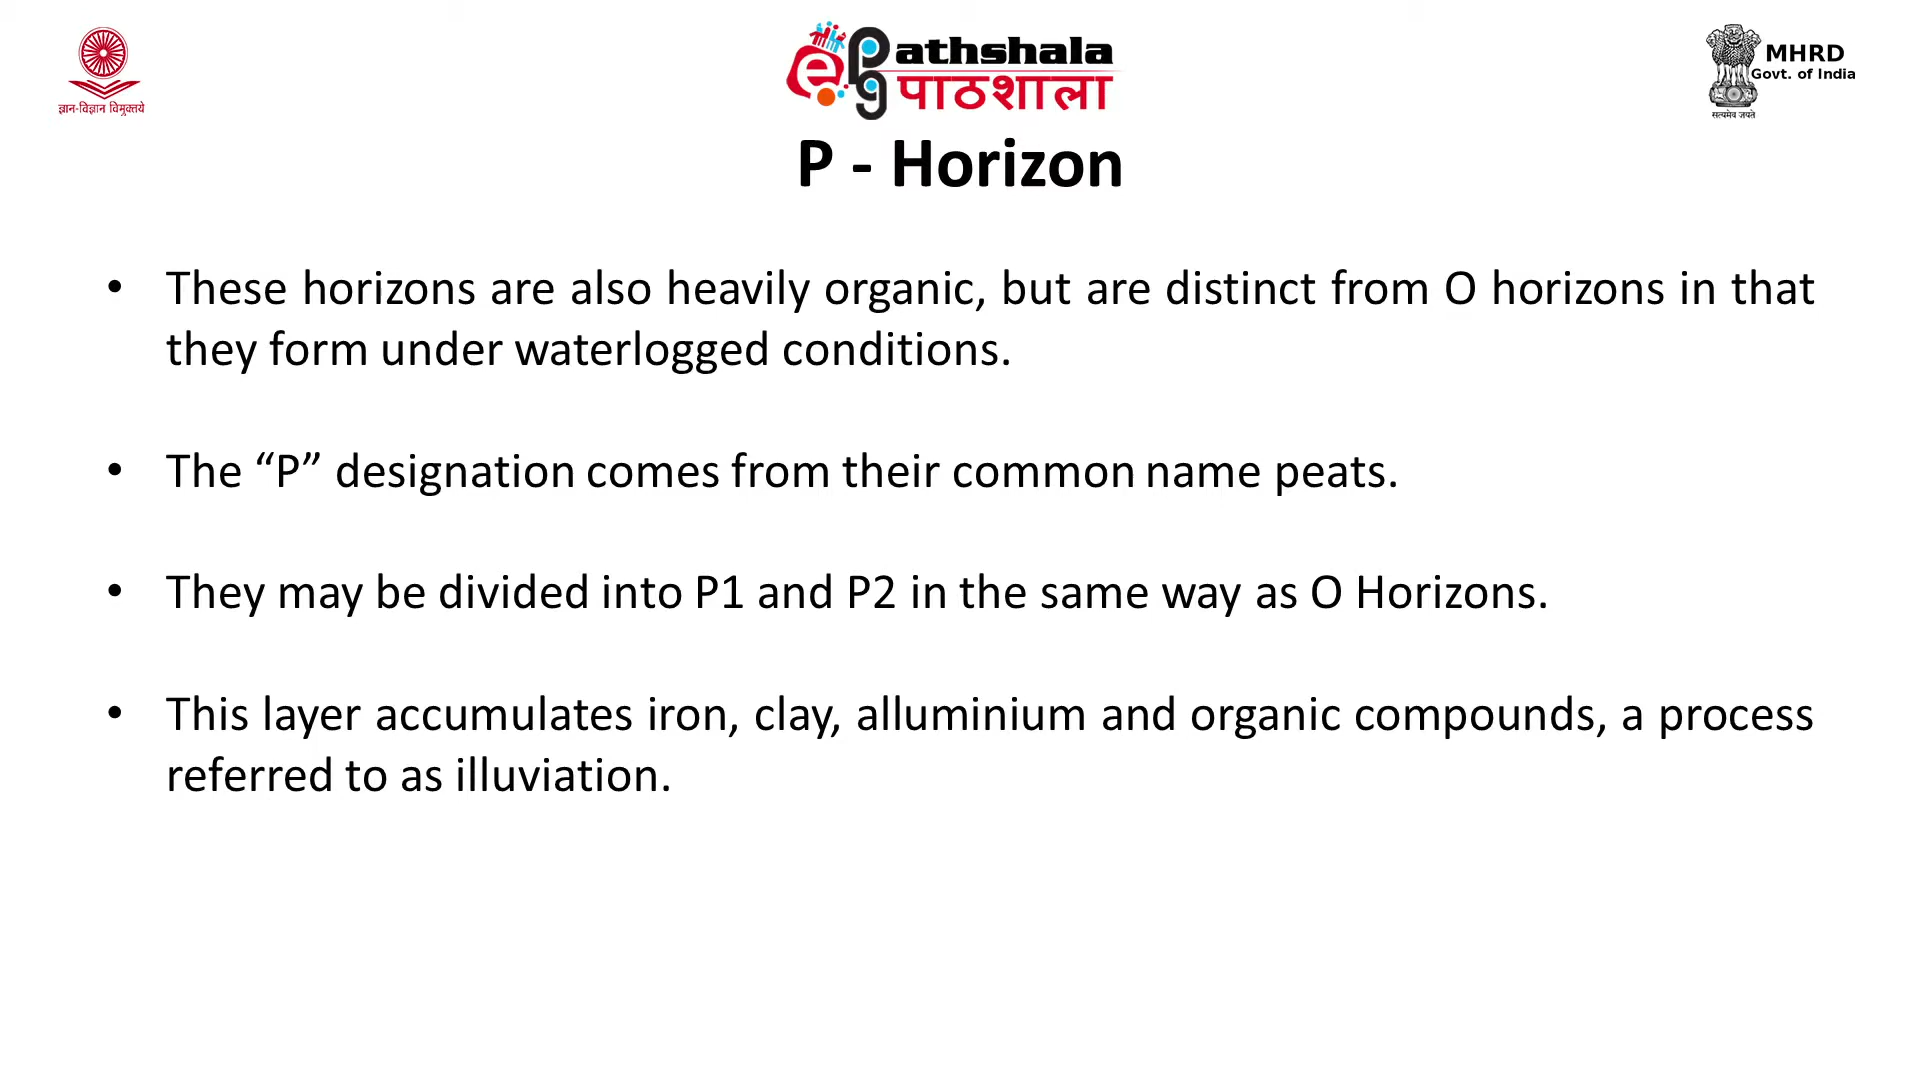 ज्ञान-विज्ञान विमुक्तये
e Pg Pathshala
पाठशाला
MHRD
Govt. of India
सत्यमेव जयते
P - Horizon
• These horizons are also heavily organic, but are distinct from O horizons in that
they form under waterlogged conditions.
• The “P” designation comes from their common name peats.
• They may be divided into P1 and P2 in the same way as O Horizons.
• This layer accumulates iron, clay, alluminium and organic compounds, a process
referred to as illuviation.